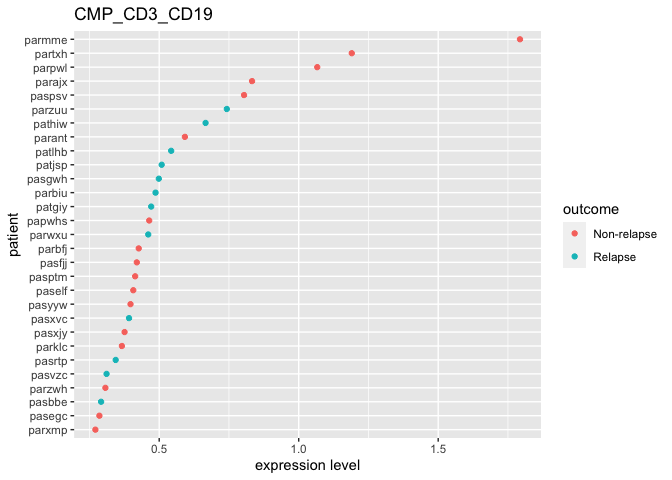 CMP_CD3_CD19
parmme
partxh
parpwl
parajx
paspsv
parzuu
pathiw
parant
patlhb
patjsp
pasgwh
parbiu
patgiy
papwhs
parwxu
parbfj
pasfjj
pasptm
paself
pasyyw
pasxvc
pasxjy
parklc
pasrtp
pasvzc
parzwh
pasbbe
pasegc
parxmp
patient
0.5 1.0 1.5
expression level
outcome
Non-relapse
Relapse